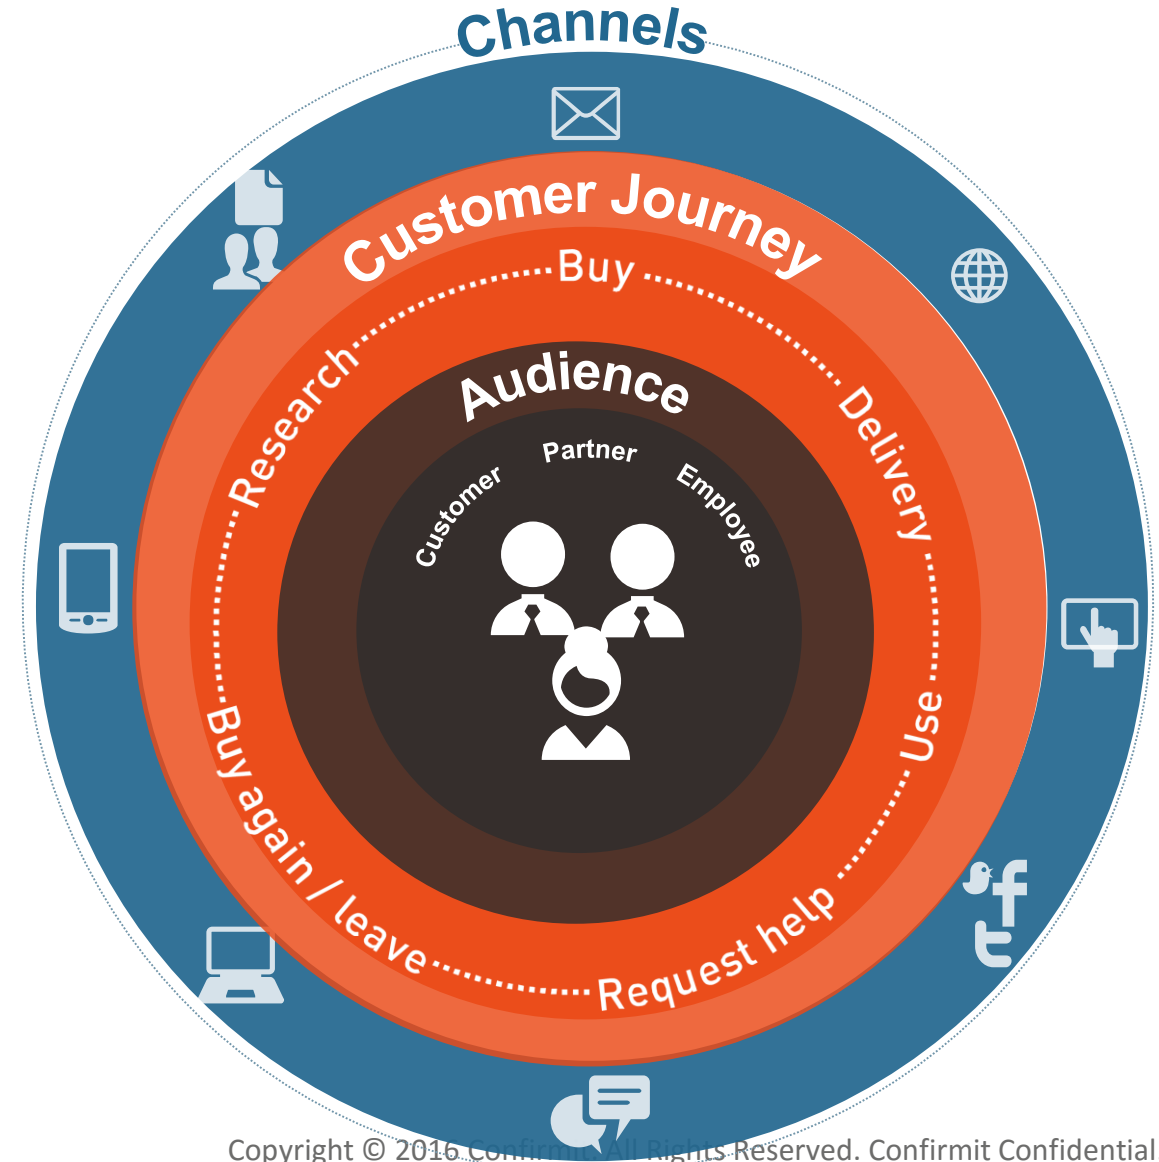 Channels
Customer Journey
Buy
Research
Delivery
Audience
Partner
Customer
Employee
Use
Buy again / leave
Request help
Copyright © 2016 Confirmit. All Rights Reserved. Confirmit Confidential